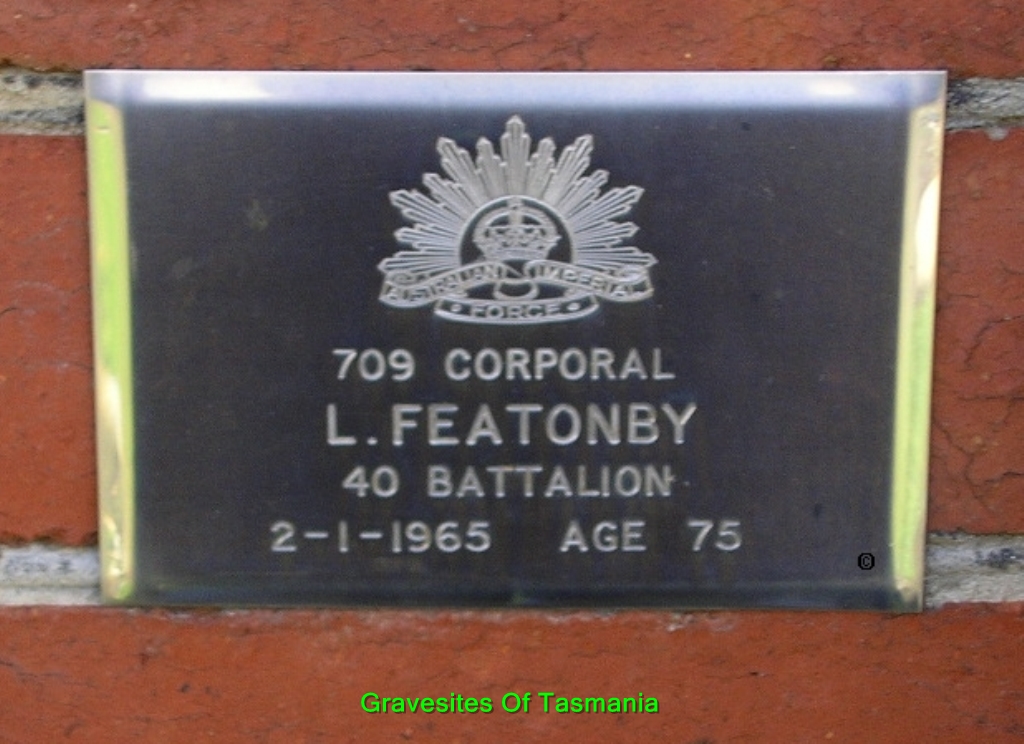 AUSTRALIAN IMPERIAL
• FORCE •
709 CORPORAL
L. FEATONBY
40 BATTALION
2-1-1965 AGE 75
©
Gravesites Of Tasmania